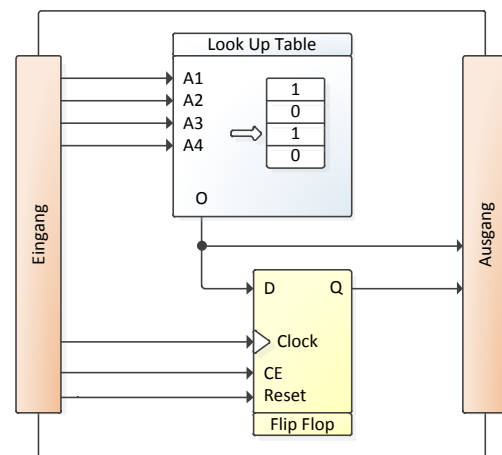 Look Up Table
A1
A2
A3
A4
1
0
1
0
O
Eingang
Ausgang
D Q
Clock
CE
Reset
Flip Flop